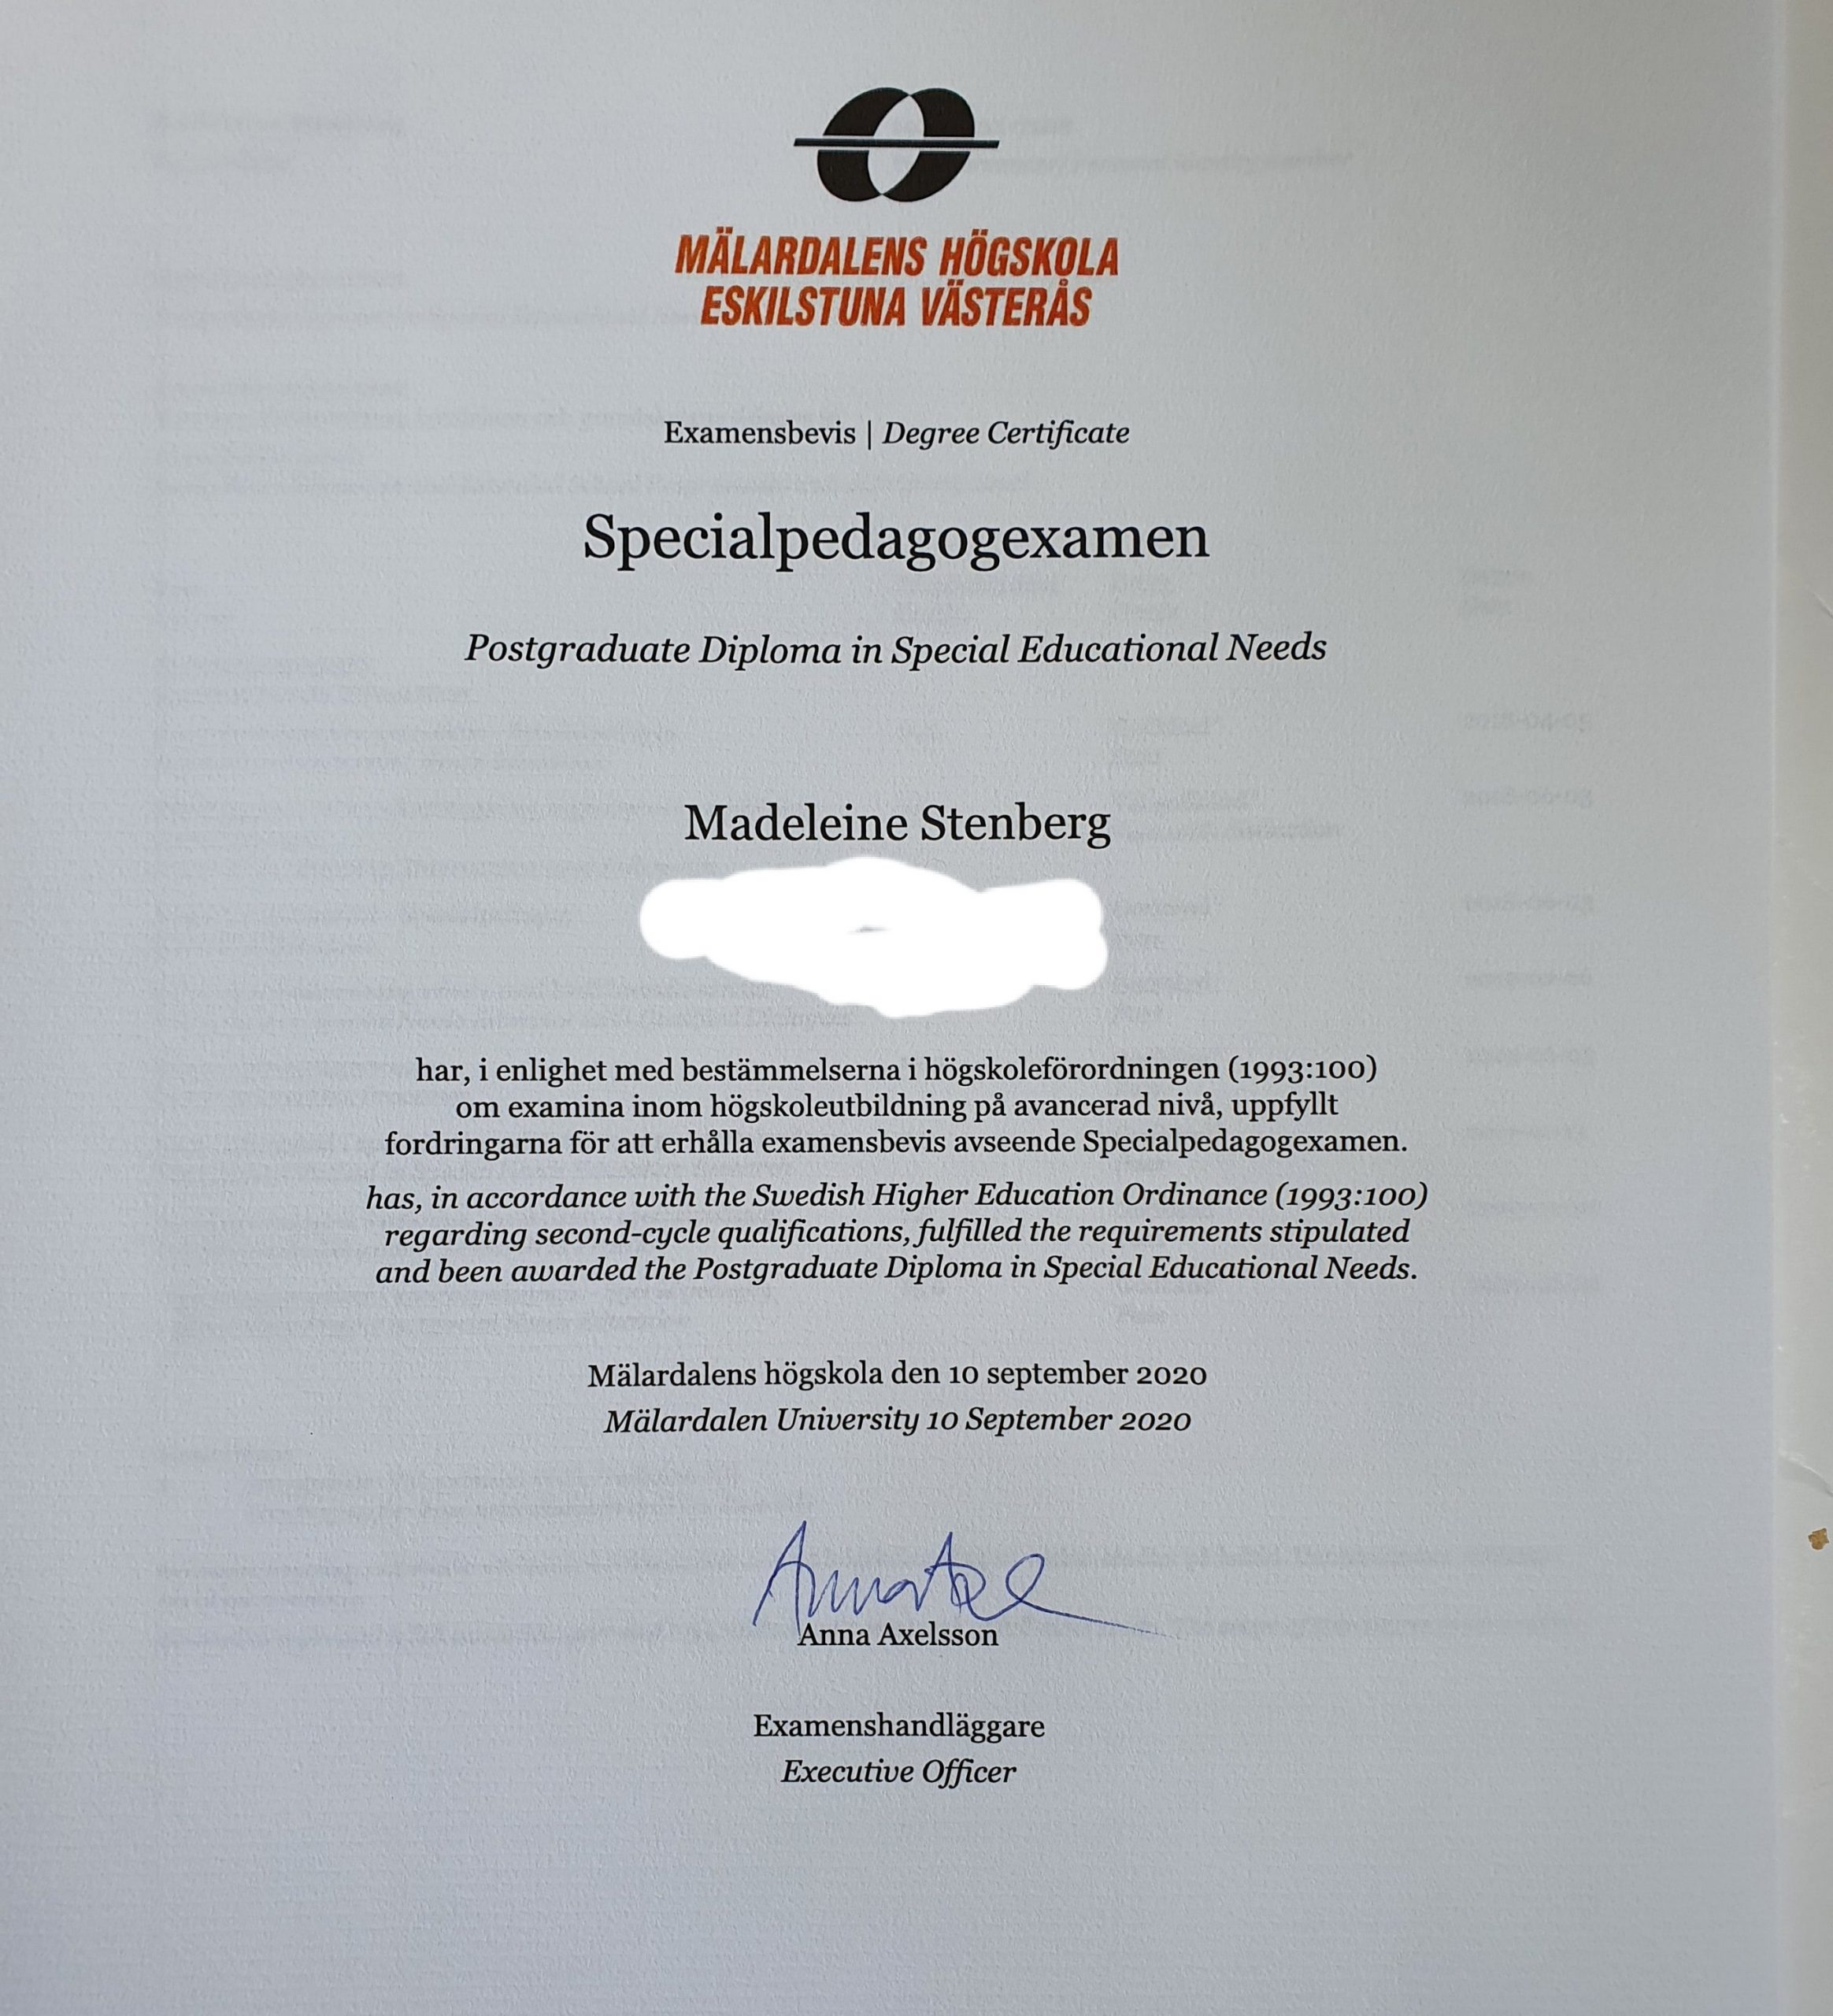 MÄLARDALENS HÖGSKOLA
ESKILSTUNA VÄSTERÅS
Examensbevis | Degree Certificate
Specialpedagogexamen
Postgraduate Diploma in Special Educational Needs
Madeleine Stenberg
har, i enlighet med bestämmelserna i högskoleförordningen (1993:100)
om examina inom högskoleutbildning på avancerad nivå, uppfyllt
fordringarna för att erhålla examensbevis avseende Specialpedagogexamen.
has, in accordance with the Swedish Higher Education Ordinance (1993:100)
regarding second-cycle qualifications, fulfilled the requirements stipulated
and been awarded the Postgraduate Diploma in Special Educational Needs.
Mälardalens högskola den 10 september 2020
Mälardalen University 10 September 2020
Anna Axelsson
Examenshandläggare
Executive Officer